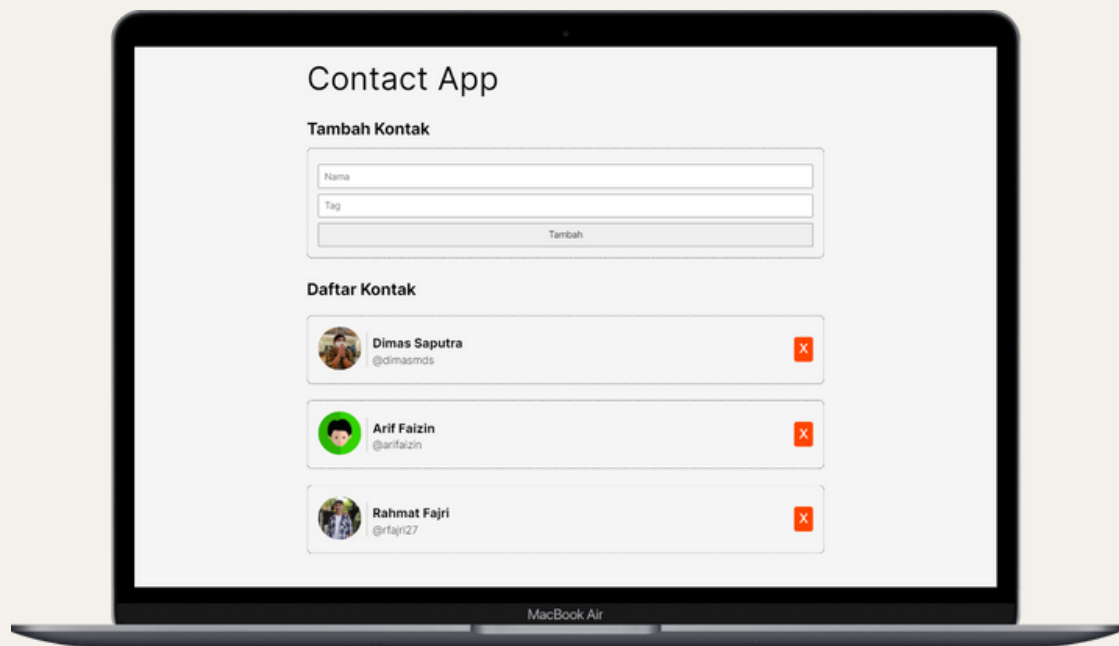 Contact App
Tambah Kontak
Nama
Tag
Tambah
Daftar Kontak
Dimas Saputra
@dimasmds
X
Arif Faizin
@arifaizin
X
Rahmat Fajri
@rfajri27
X
MacBook Air